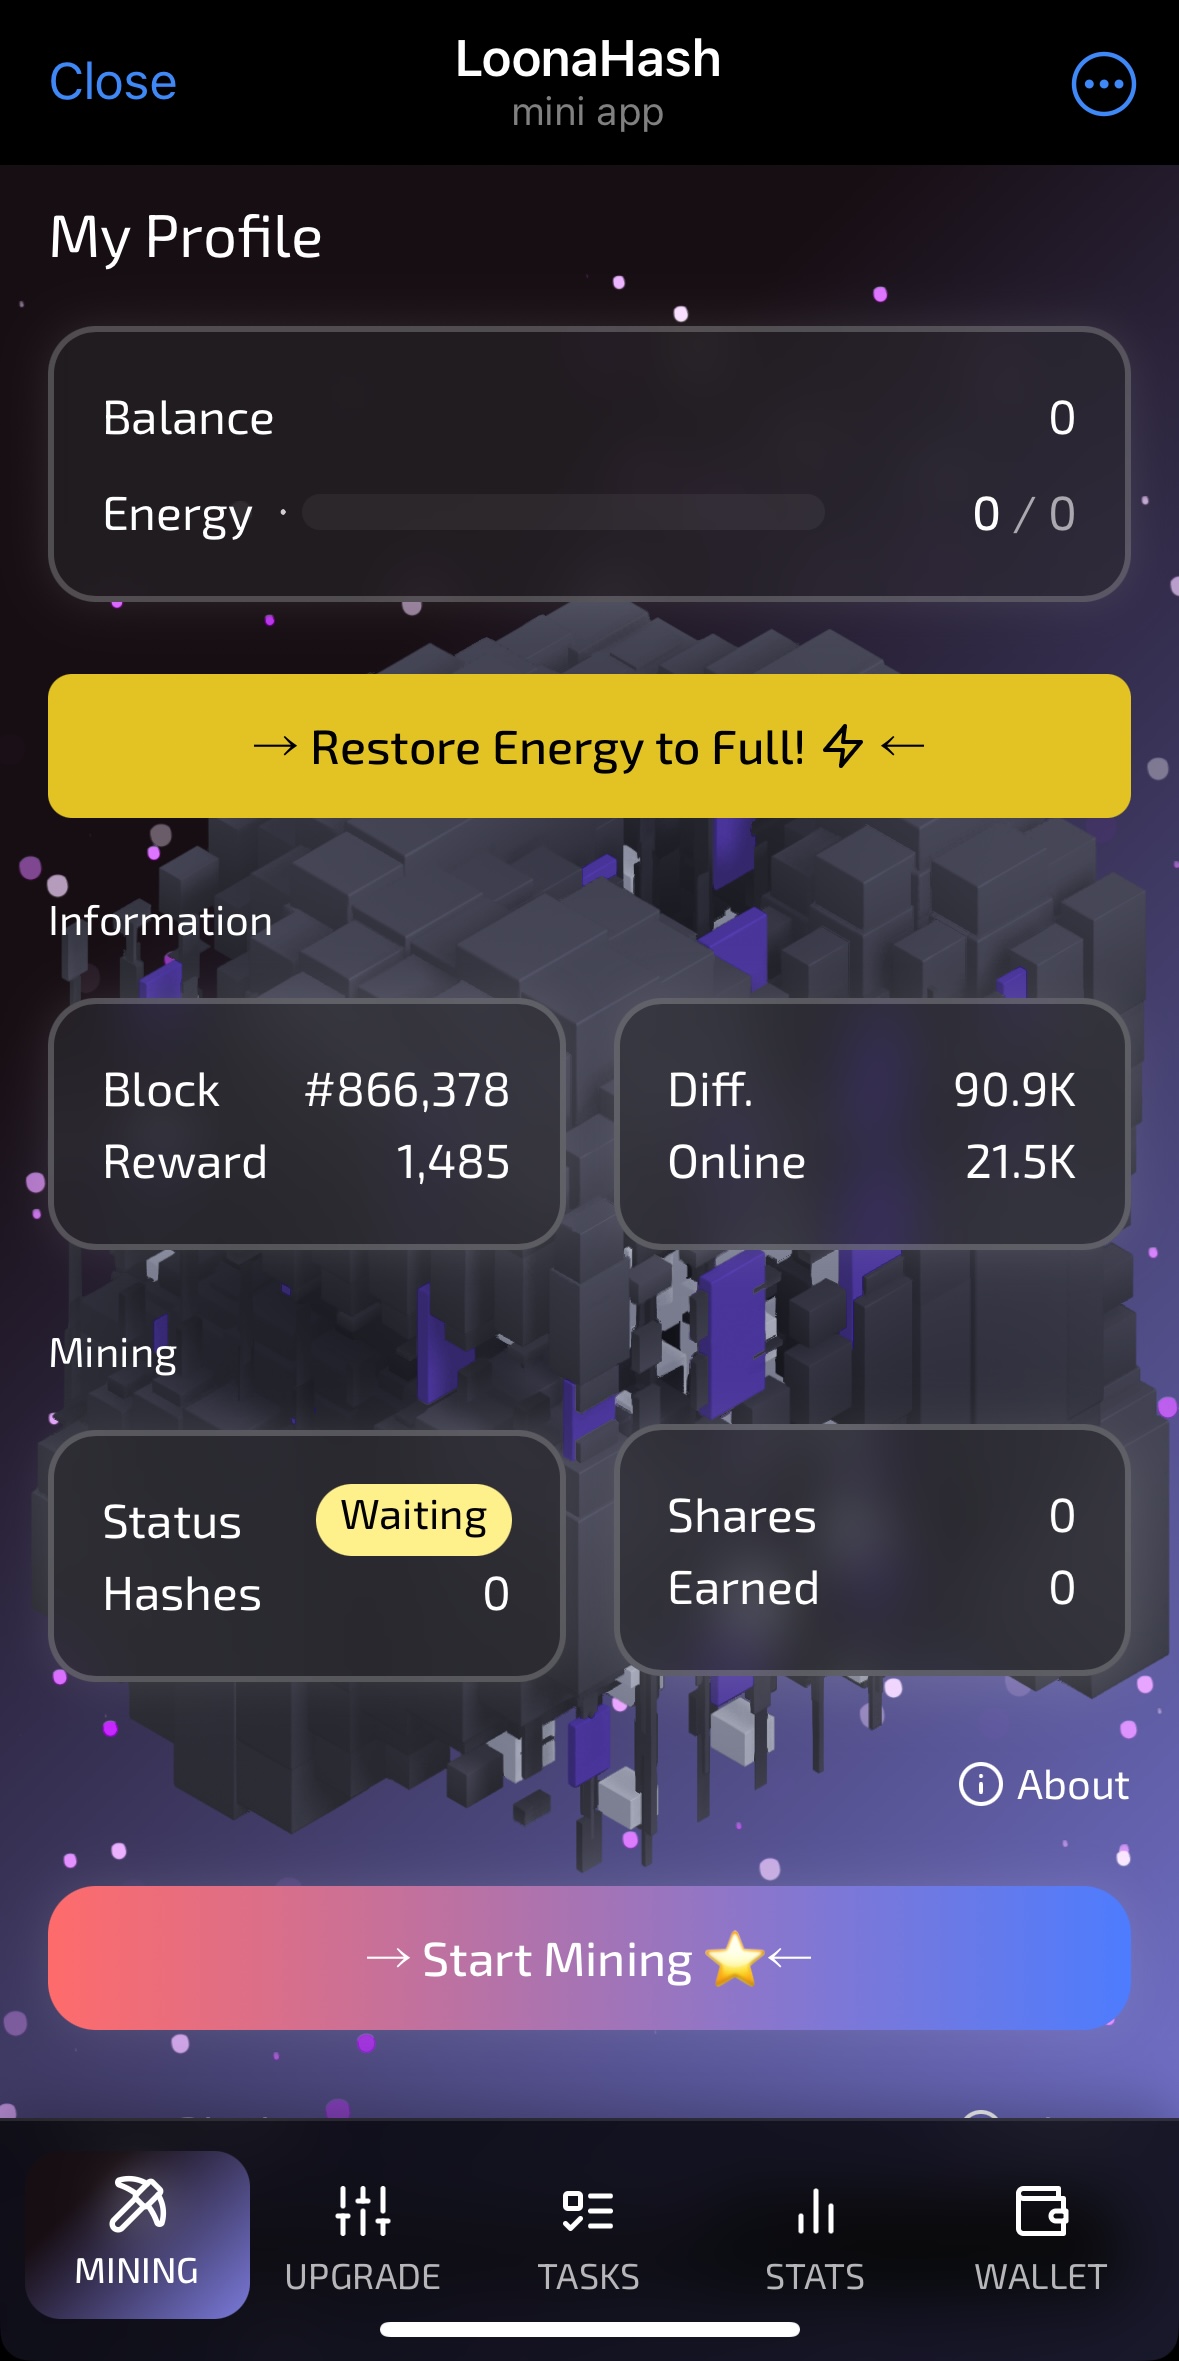 Close
LoonaHash
mini app
My Profile
Balance 0
Energy · 0 / 0
→ Restore Energy to Full! ←
Information
Block #866,378
Reward 1,485
Diff. 90.9K
Online 21.5K
Mining
Status Waiting
Hashes 0
Shares 0
Earned 0
About
→ Start Mining ⭐←
MINING
UPGRADE
TASKS
STATS
WALLET